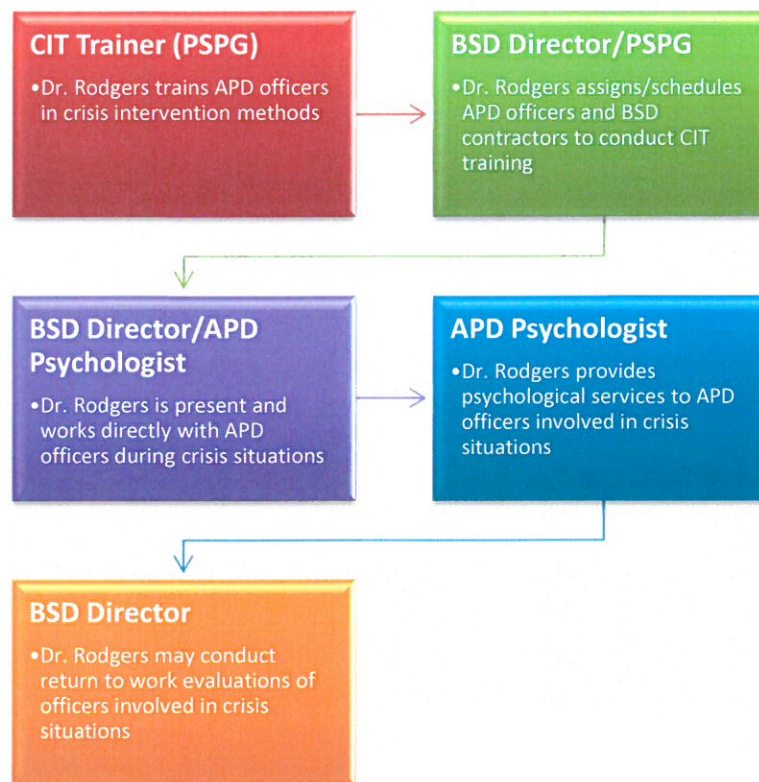 CIT Trainer (PSPG)
•Dr. Rodgers trains APD officers
in crisis intervention methods
BSD Director/PSPG
•Dr. Rodgers assigns/schedules
APD officers and BSD
contractors to conduct CIT
training
BSD Director/APD
Psychologist
•Dr. Rodgers is present and
works directly with APD
officers during crisis situations
APD Psychologist
•Dr. Rodgers provides
psychological services to APD
officers involved in crisis
situations
BSD Director
•Dr. Rodgers may conduct
return to work evaluations of
officers involved in crisis
situations